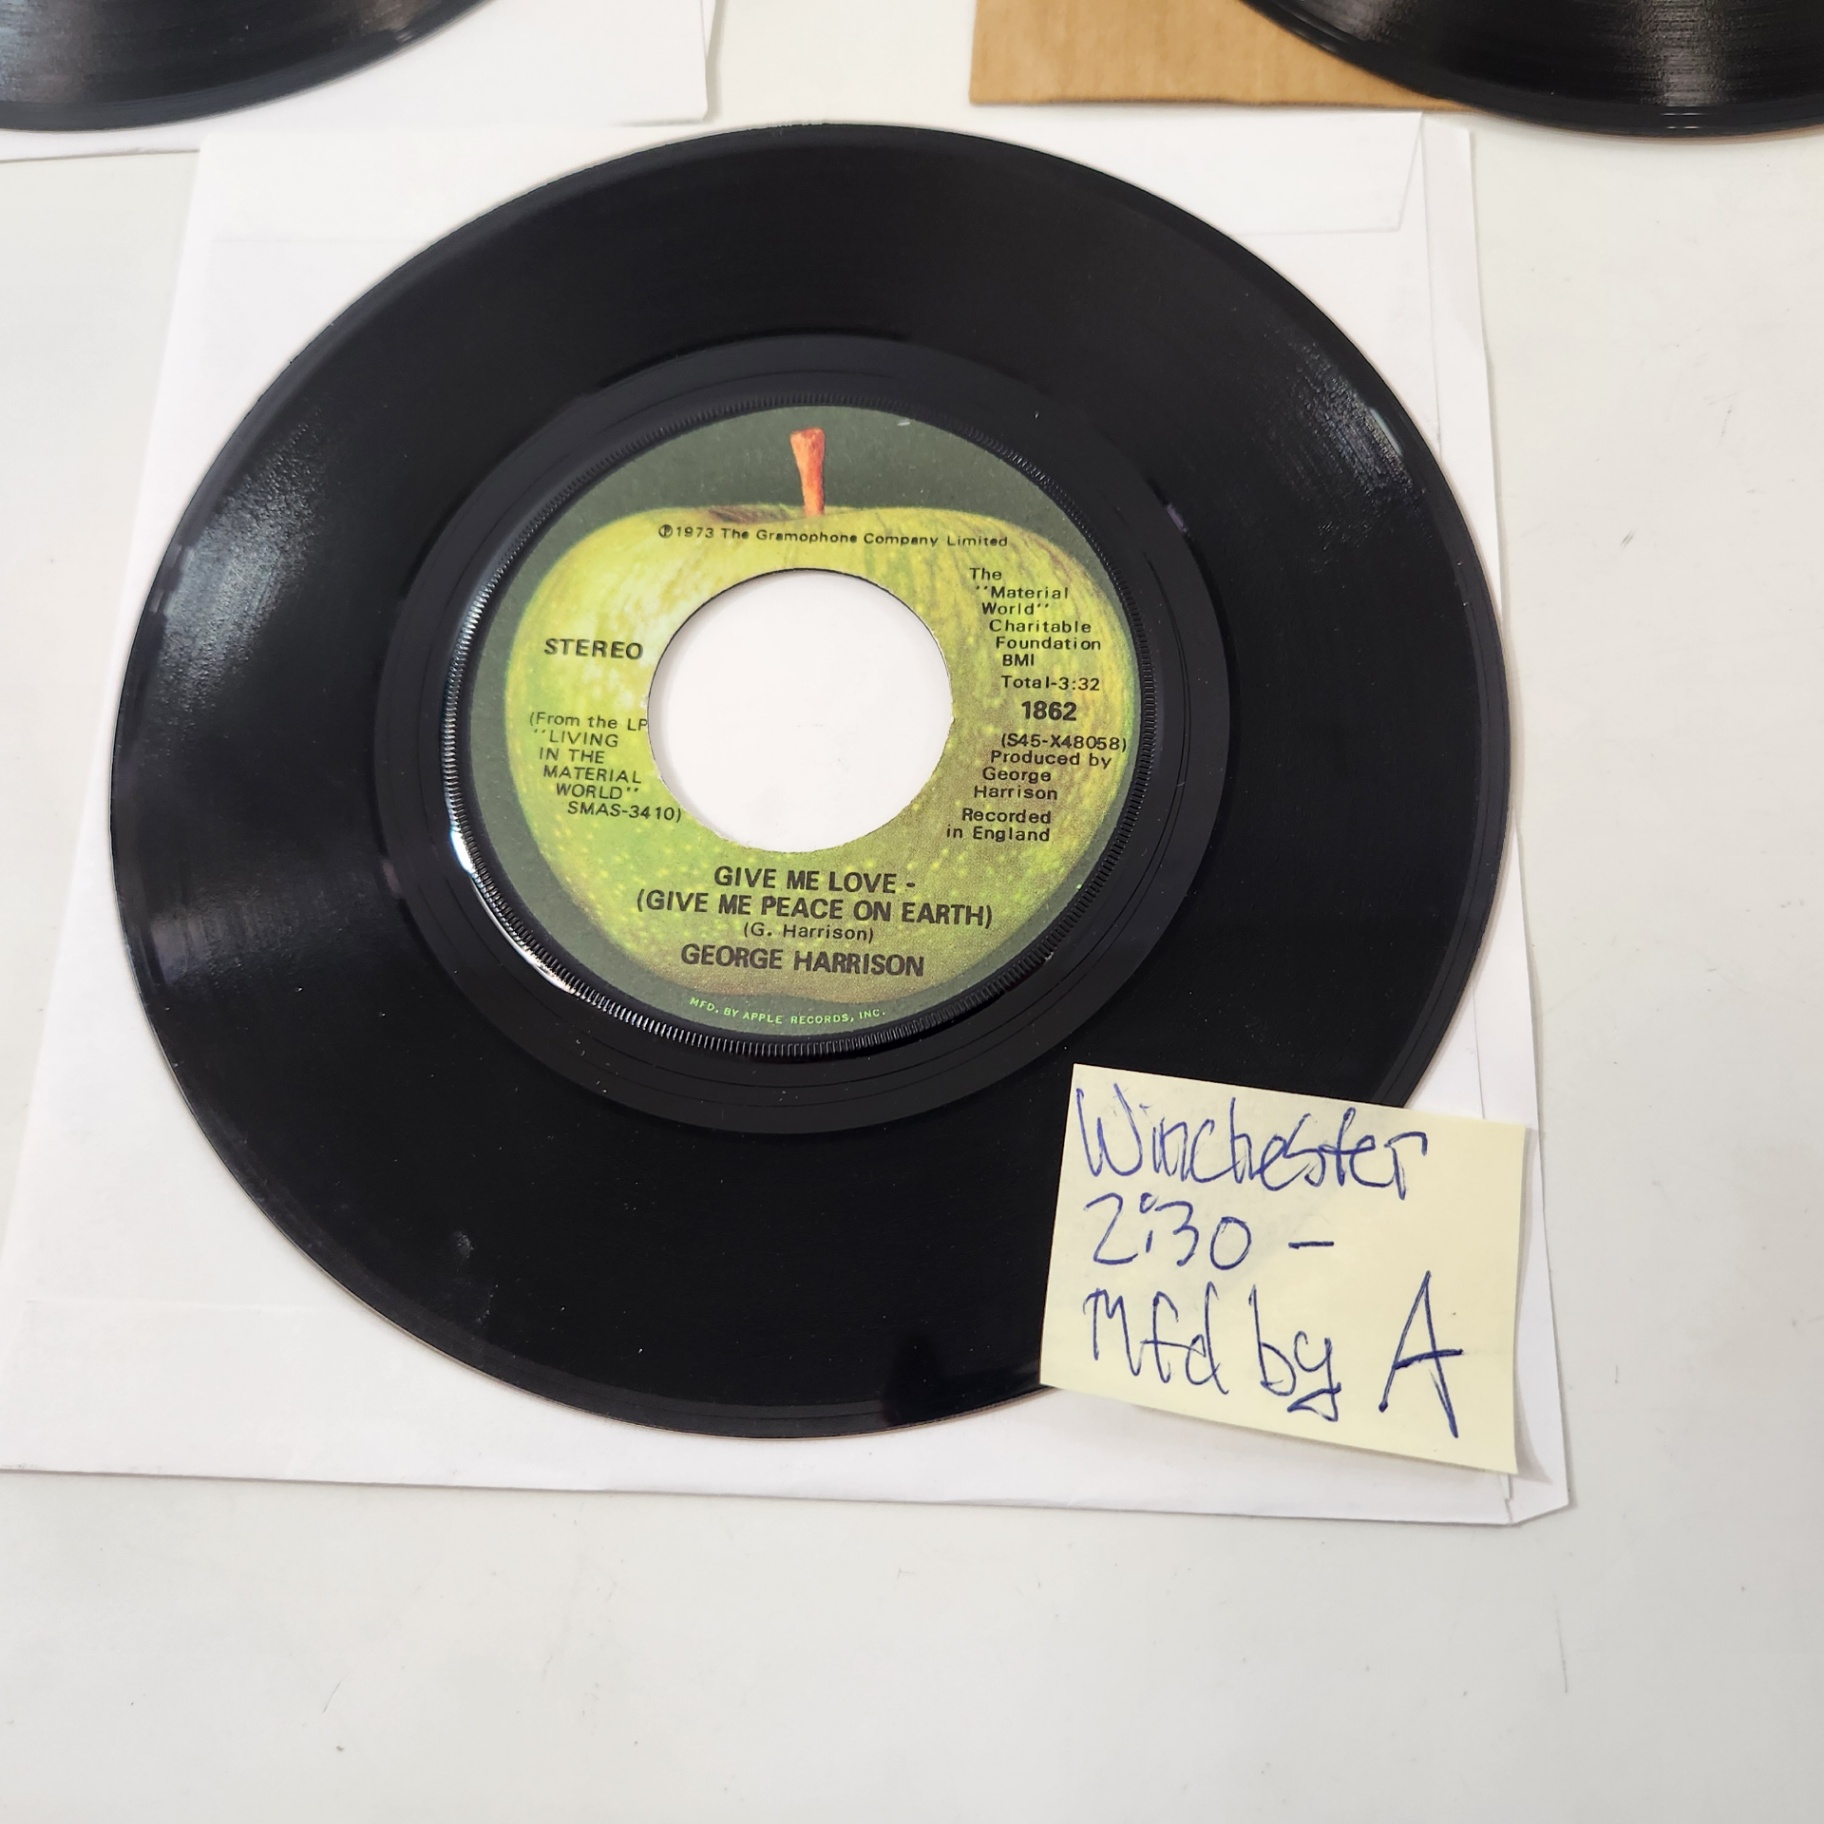 ℗1973 The Gramophone Company Limited
STEREO
(From the LP
"LIVING
IN THE
MATERIAL
WORLD"
SMAS-3410)
The
"Material
World"
Charitable
Foundation
BMI
Total-3:32
1862
(S45-X48058)
Produced by
George
Harrison
Recorded
in England
GIVE ME LOVE -
(GIVE ME PEACE ON EARTH)
(G. Harrison)
GEORGE HARRISON
MFD. BY APPLE RECORDS, INC.
Winchester
2:30 -
Mfd by A